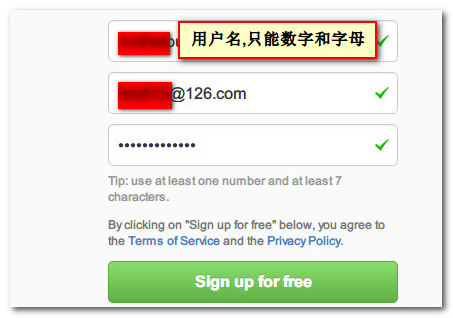 用户名,只能数字和字母
@126.com
•••••••••••••
Tip: use at least one number and at least 7
characters.
By clicking on "Sign up for free" below, you agree to
the Terms of Service and the Privacy Policy.
Sign up for free